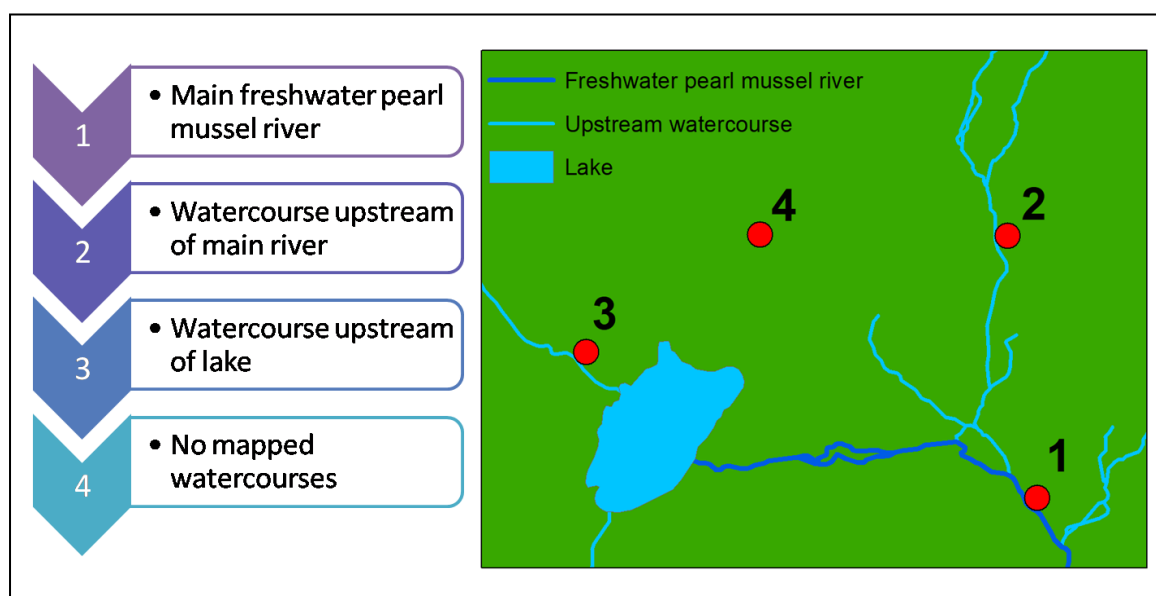 1
• Main freshwater pearl
mussel river
2
• Watercourse upstream
of main river
3
• Watercourse upstream
of lake
4
• No mapped
watercourses
Freshwater pearl mussel river
Upstream watercourse
Lake
4
2
3
1